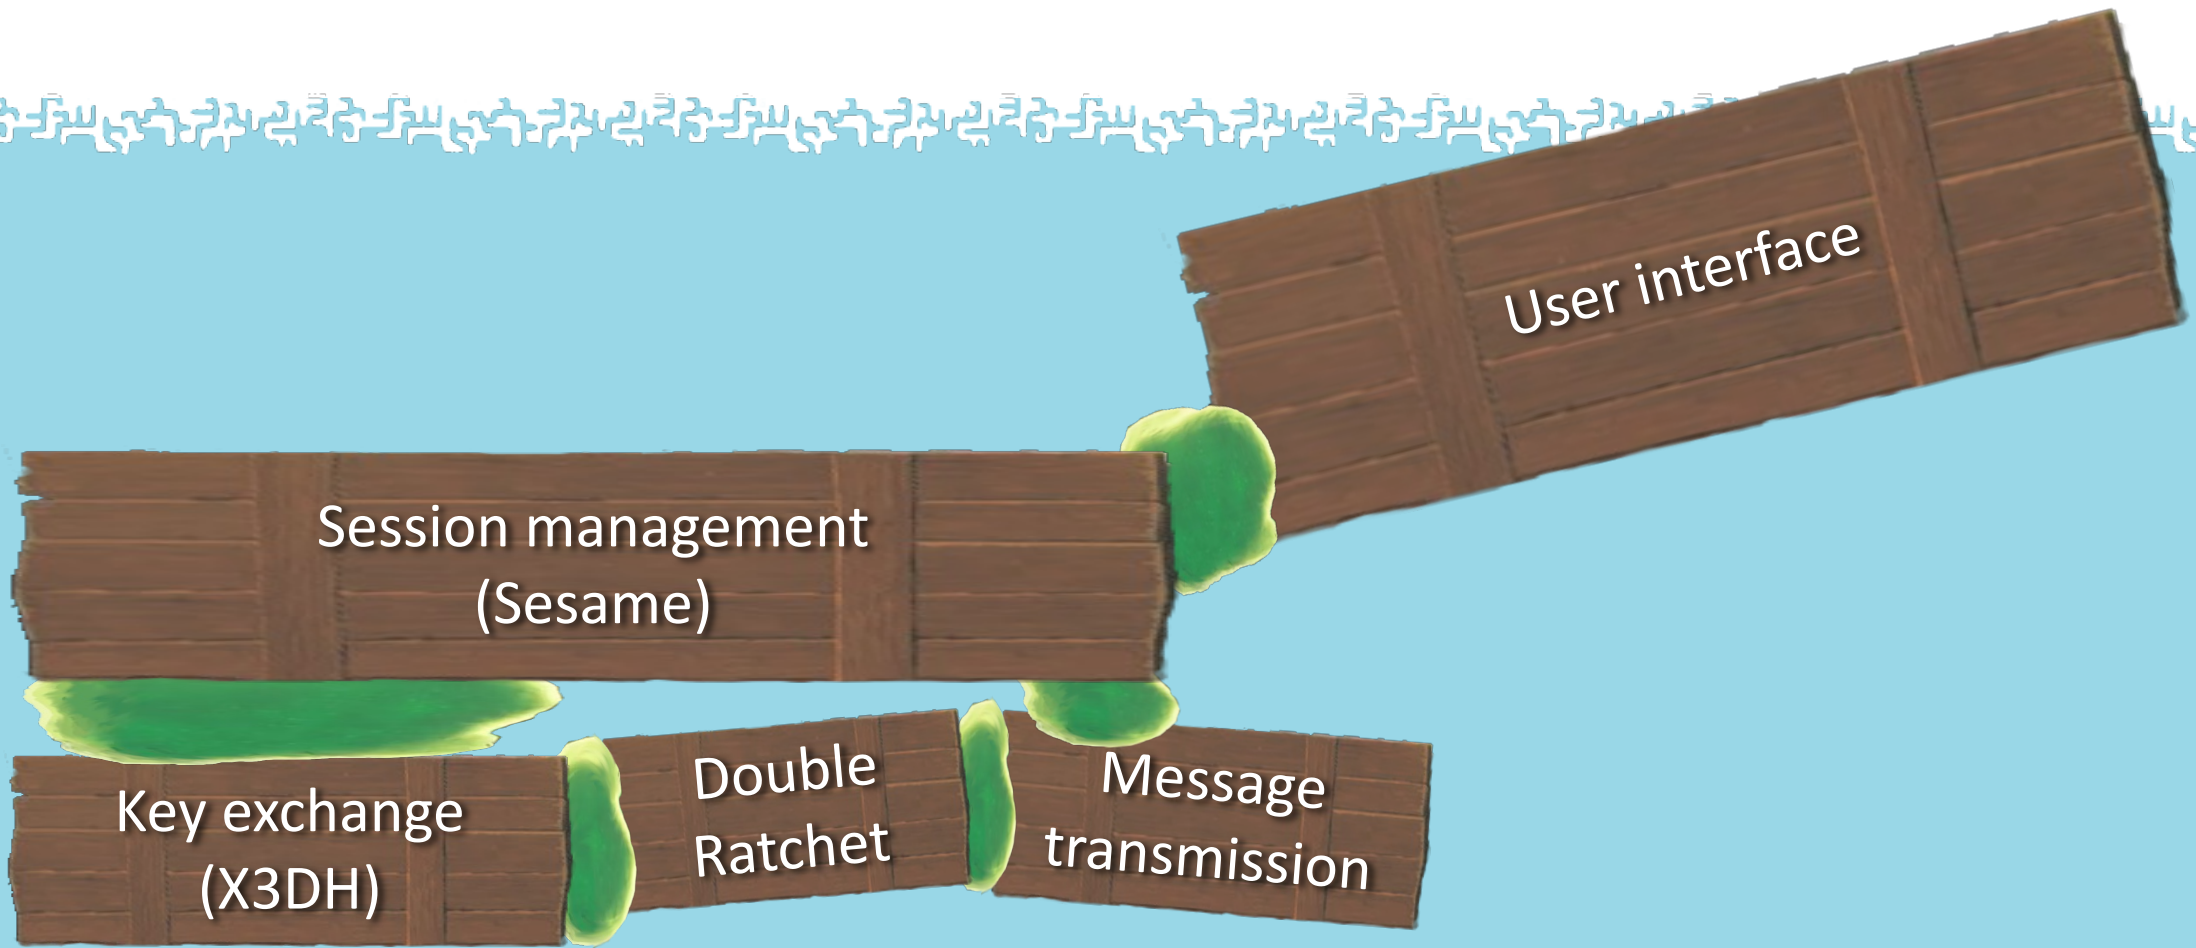 User interface
Session management
(Sesame)
Key exchange
(X3DH)
Double
Ratchet
Message
transmission